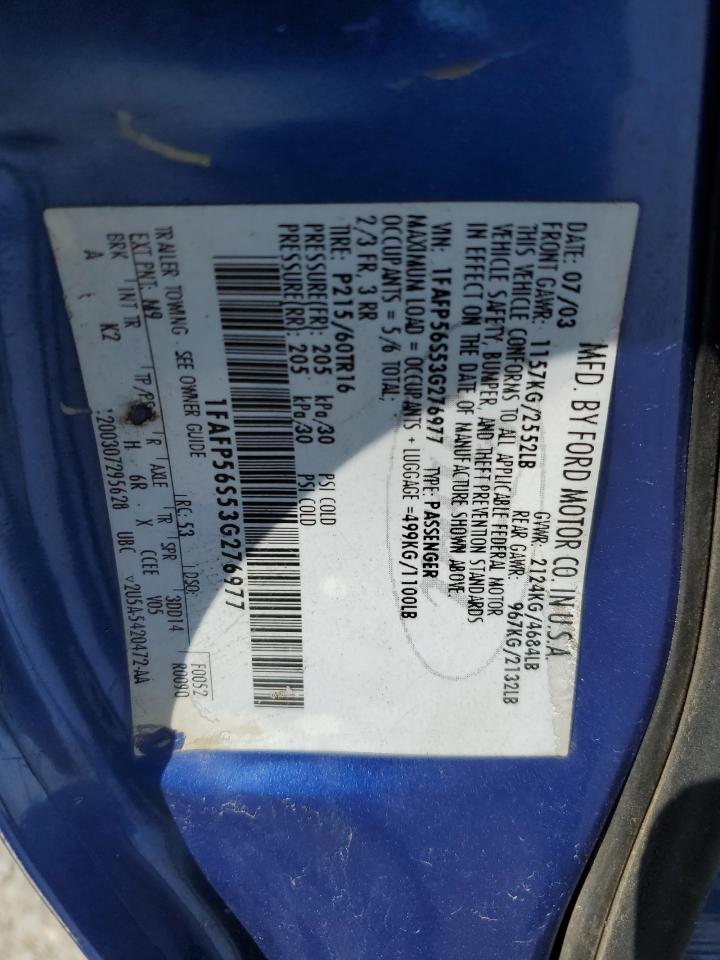 MFD. BY FORD MOTOR CO. IN U.S.A.
DATE: 07/03 GVWR: 2124KG/4684LB
FRONT GAWR: 1157KG/2552LB REAR GAWR: 967KG/2132LB
THIS VEHICLE CONFORMS TO ALL APPLICABLE FEDERAL MOTOR
VEHICLE SAFETY, BUMPER, AND THEFT PREVENTION STANDARDS
IN EFFECT ON THE DATE OF MANUFACTURE SHOWN ABOVE.
VIN: 1FAFP56S53G276977 TYPE: PASSENGER
MAXIMUM LOAD = OCCUPANTS + LUGGAGE =499KG/1100LB
OCCUPANTS = 5/6 TOTAL,
2/3 FR, 3 RR
TIRE: P215/60TR16
PRESSURE(FR): 205 kPa/30 PSI COLD
PRESSURE(RR): 205 kPa/30 PSI COLD
1FAFP56S53G276977
TRAILER TOWING - SEE OWNER GUIDE
EXT PNT: M9 RC: 53 DSO: F0052
BRK INT TR TP/PS R AXLE TR SPR 3DD14 R0090
A K2 H 6R X CCEE V05
*200307295628 UBC v2U5A-5420472-AA